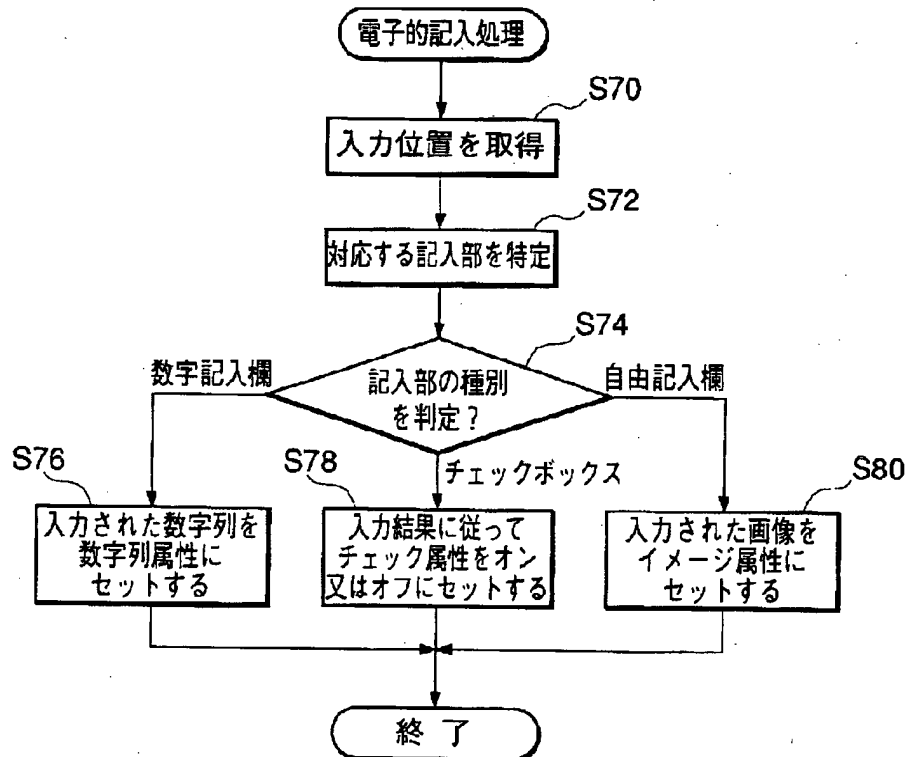 電子的記入処理
S70
入力位置を取得
S72
対応する記入部を特定
S74
数字記入欄
記入部の種別
を判定?
自由記入欄
S76
S78
チェックボックス
S80
入力された数字列を
数字列属性に
セットする
入力結果に従って
チェック属性をオン
又はオフにセットする
入力された画像を
イメージ属性に
セットする
終了